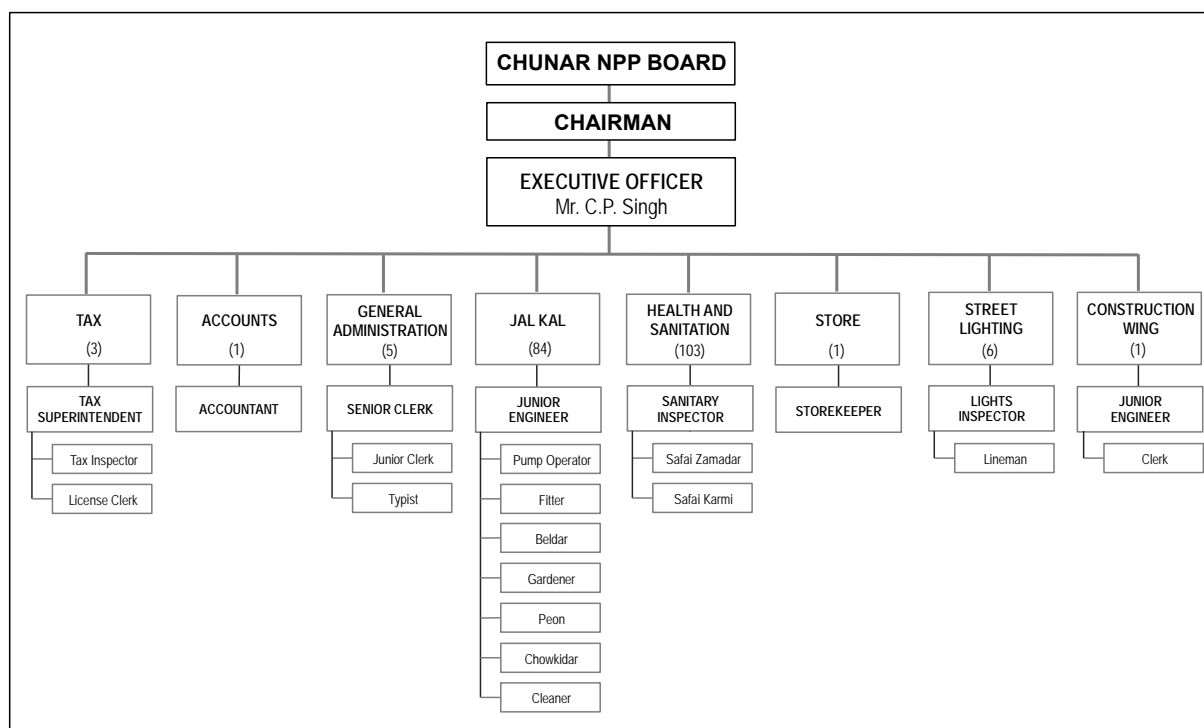 CHUNAR NPP BOARD
CHAIRMAN
EXECUTIVE OFFICER
Mr. C.P. Singh
TAX
(3)
TAX
SUPERINTENDENT
Tax Inspector
License Clerk
ACCOUNTS
(1)
ACCOUNTANT
GENERAL
ADMINISTRATION
(5)
SENIOR CLERK
Junior Clerk
Typist
JAL KAL
(84)
JUNIOR
ENGINEER
Pump Operator
Fitter
Beldar
Gardener
Peon
Chowkidar
Cleaner
HEALTH AND
SANITATION
(103)
SANITARY
INSPECTOR
Safai Zamadar
Safai Karmi
STORE
(1)
STOREKEEPER
STREET
LIGHTING
(6)
LIGHTS
INSPECTOR
Lineman
CONSTRUCTION
WING
(1)
JUNIOR
ENGINEER
Clerk